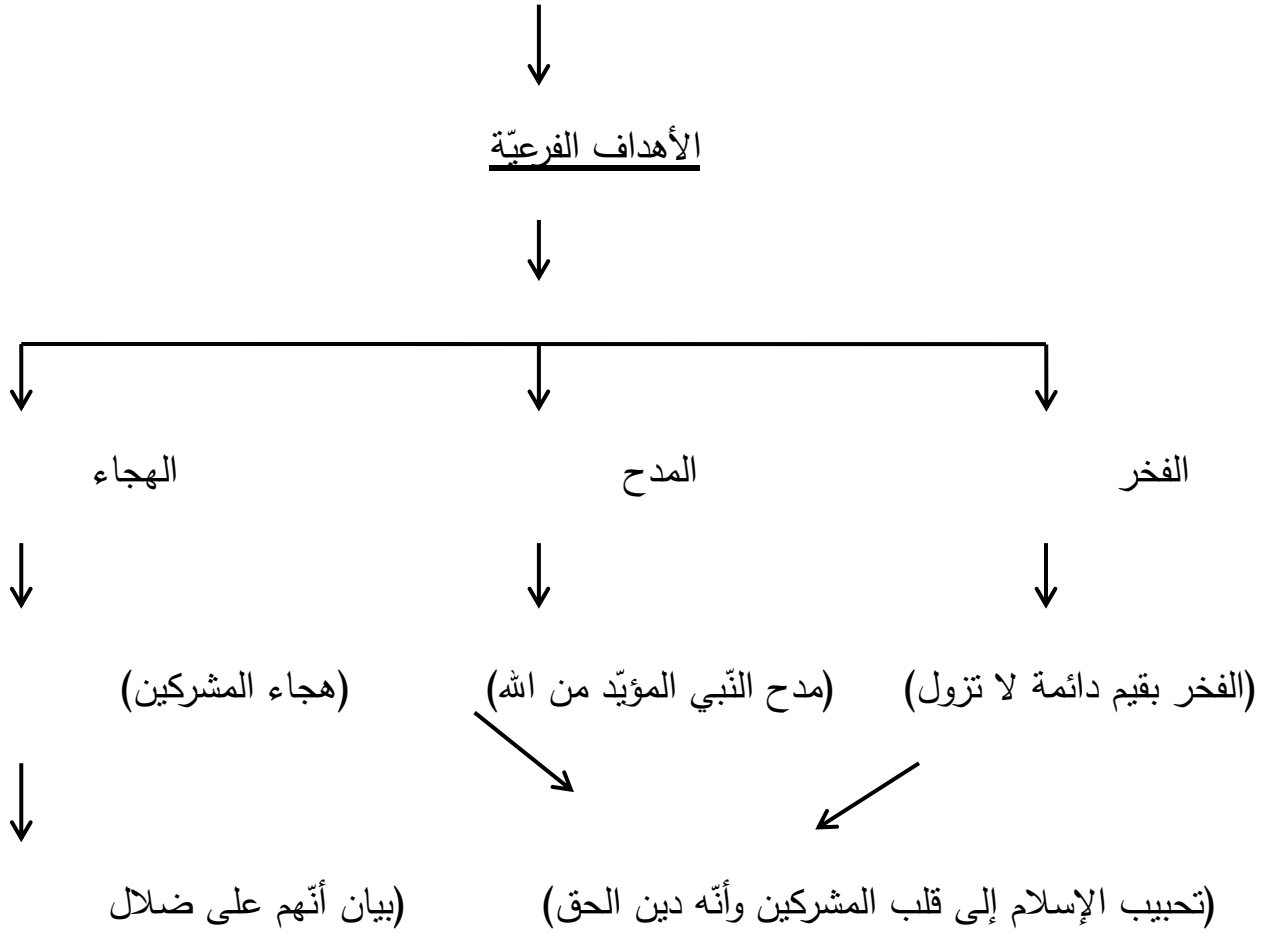 الأهداف الفرعيّة
الفخر المدح الهجاء
(الفخر بقيم دائمة لا تزول) (مدح النّبي المؤيّد من الله) (هجاء المشركين)
(تحبيب الإسلام إلى قلب المشركين وأنّه دين الحق) (بيان أنّهم على ضلال